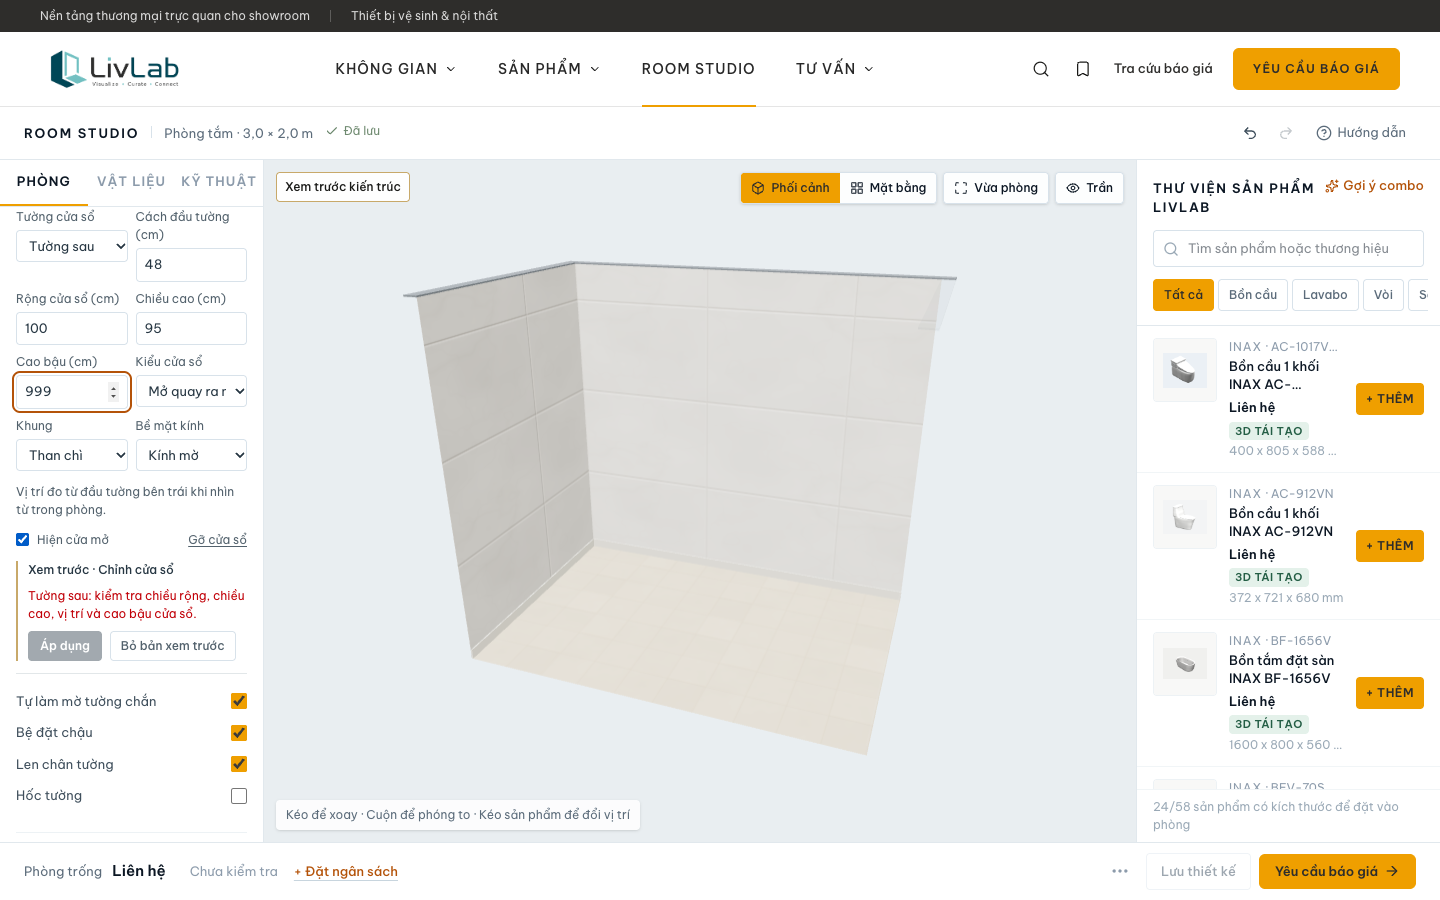 Nền tảng thương mại trực quan cho showroom
Thiết bị vệ sinh & nội thất
LivLab
Visualize • Curate • Connect
KHÔNG GIAN
SẢN PHẨM
ROOM STUDIO
TƯ VẤN
Tra cứu báo giá
YÊU CẦU BÁO GIÁ
ROOM STUDIO
Phòng tắm · 3,0 × 2,0 m
Đã lưu
Hướng dẫn
PHÒNG
VẬT LIỆU
KỸ THUẬT
Tường cửa sổ
Cách đầu tường
(cm)
Tường sau
48
Rộng cửa sổ (cm)
Chiều cao (cm)
100
95
Cao bậu (cm)
Kiểu cửa sổ
999
Mở quay ra r
Khung
Bề mặt kính
Than chì
Kính mờ
Vị trí đo từ đầu tường bên trái khi nhìn
từ trong phòng.
Hiện cửa mở
Gỡ cửa sổ
Xem trước · Chỉnh cửa sổ
Tường sau: kiểm tra chiều rộng, chiều
cao, vị trí và cao bậu cửa sổ.
Áp dụng
Bỏ bản xem trước
Tự làm mờ tường chắn
Bệ đặt chậu
Len chân tường
Hốc tường
Xem trước kiến trúc
Phối cảnh
Mặt bằng
Vừa phòng
Trần
Kéo để xoay · Cuộn để phóng to · Kéo sản phẩm để đổi vị trí
THƯ VIỆN SẢN PHẨM
LIVLAB
Gợi ý combo
Tìm sản phẩm hoặc thương hiệu
Tất cả
Bồn cầu
Lavabo
Vòi
INAX · AC-1017V...
Bồn cầu 1 khối
INAX AC-...
Liên hệ
3D TÁI TẠO
400 x 805 x 588 ...
+ THÊM
INAX · AC-912VN
Bồn cầu 1 khối
INAX AC-912VN
Liên hệ
3D TÁI TẠO
372 x 721 x 680 mm
+ THÊM
INAX · BF-1656V
Bồn tắm đặt sàn
INAX BF-1656V
Liên hệ
3D TÁI TẠO
1600 x 800 x 560 ...
+ THÊM
INAX · BFV-70S
24/58 sản phẩm có kích thước để đặt vào
phòng
Phòng trống
Liên hệ
Chưa kiểm tra
+ Đặt ngân sách
Lưu thiết kế
Yêu cầu báo giá